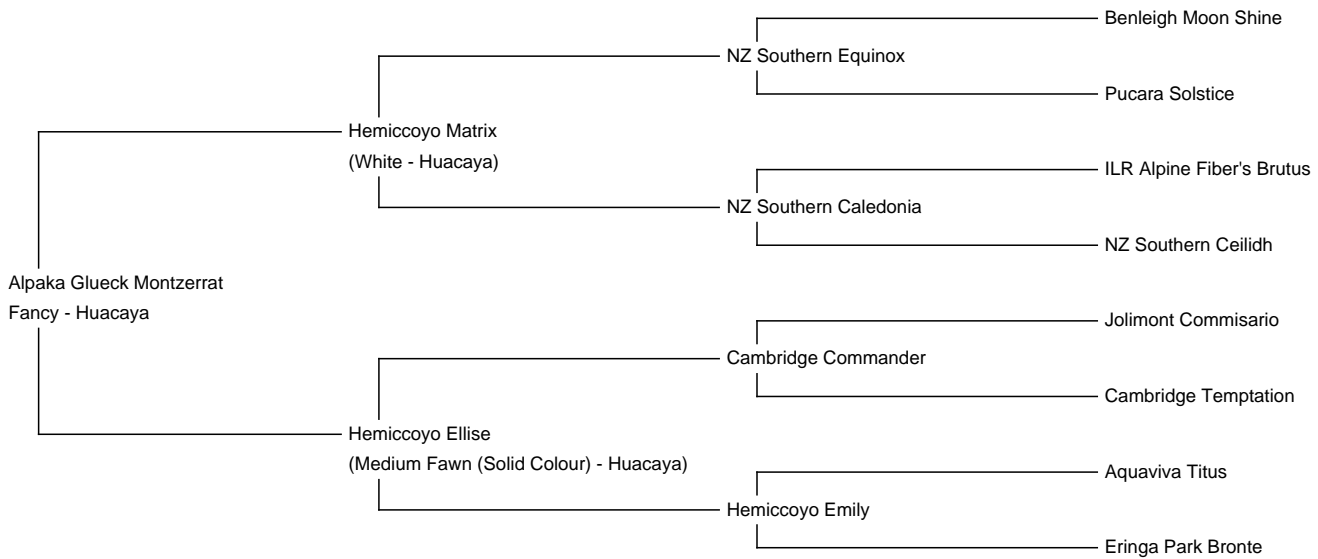 Benleigh Moon Shine
NZ Southern Equinox
Pucara Solstice
Hemiccoyo Matrix
(White - Huacaya)
ILR Alpine Fiber's Brutus
NZ Southern Caledonia
NZ Southern Ceilidh
Alpaka Glueck Montzerrat
Fancy - Huacaya
Jolimont Commisario
Cambridge Commander
Cambridge Temptation
Hemiccoyo Ellise
(Medium Fawn (Solid Colour) - Huacaya)
Aquaviva Titus
Hemiccoyo Emily
Eringa Park Bronte